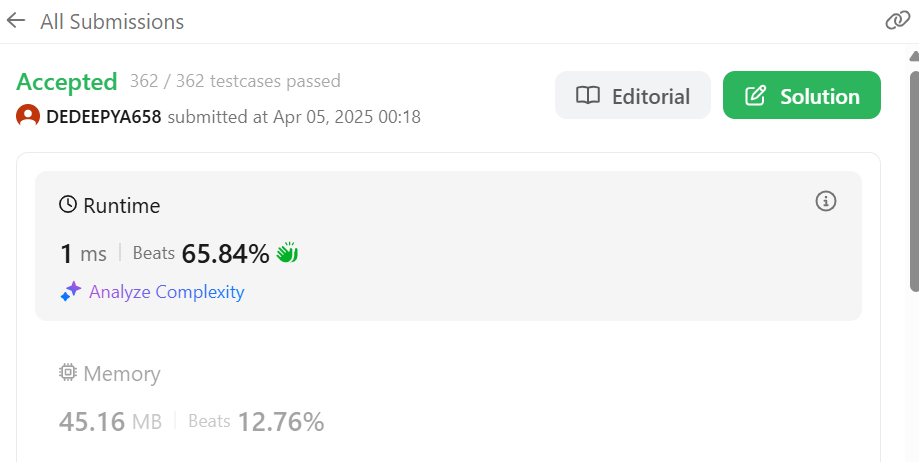 All Submissions
Accepted 362 / 362 testcases passed
DEDEEPYA658 submitted at Apr 05, 2025 00:18
Editorial
Solution
Runtime
1 ms Beats 65.84%
Analyze Complexity
Memory
45.16 MB Beats 12.76%